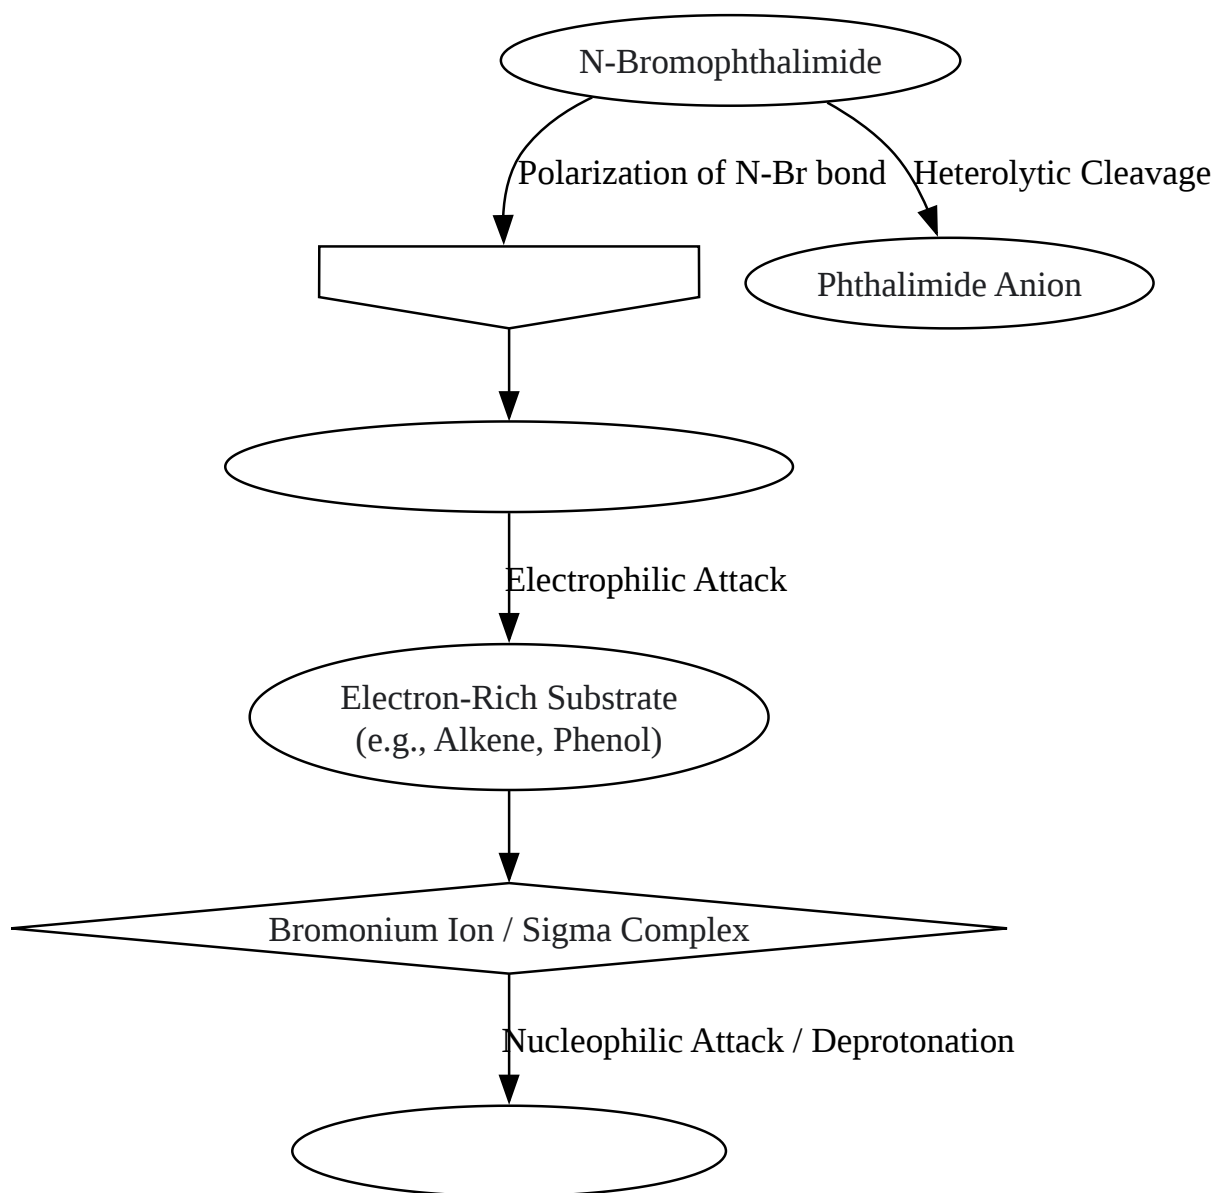 N-Bromophthalimide
Polarization of N-Br bond
Heterolytic Cleavage
Phthalimide Anion
Electrophilic Attack
Electron-Rich Substrate
(e.g., Alkene, Phenol)
Bromonium Ion / Sigma Complex
Nucleophilic Attack / Deprotonation